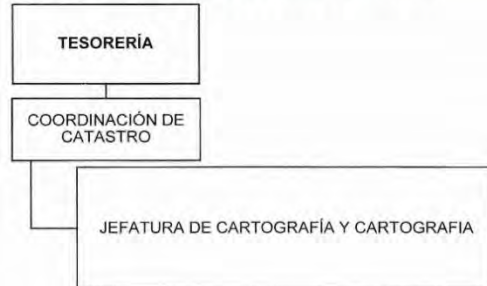 TESORERÍA
COORDINACIÓN DE
CATASTRO
JEFATURA DE CARTOGRAFÍA Y CARTOGRAFIA